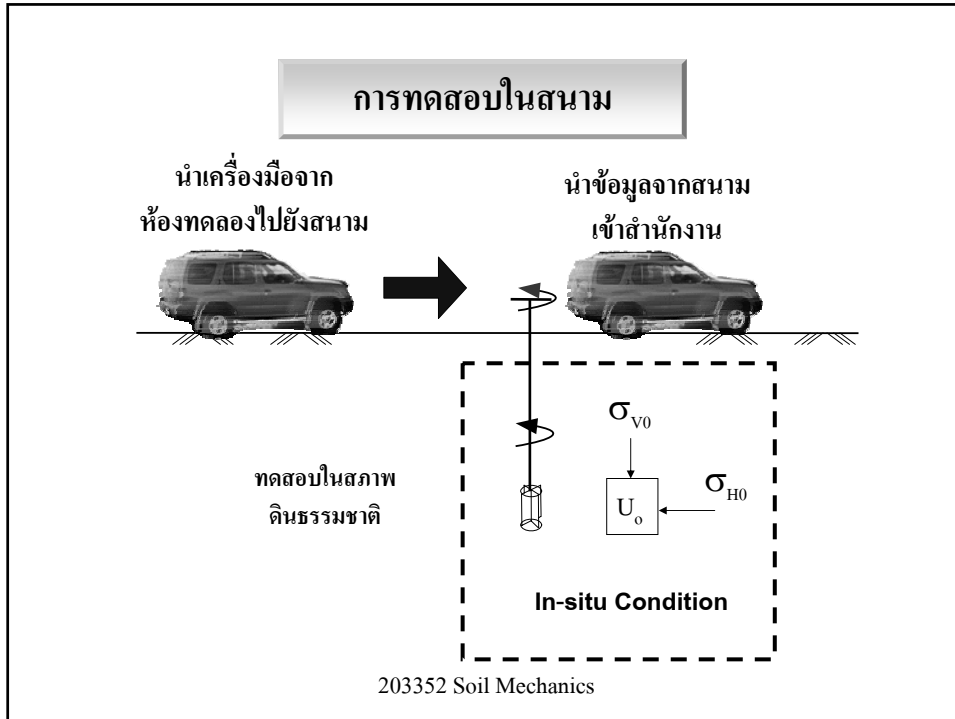 การทดสอบในสนาม
นำเครื่องมือจาก
ห้องทดลองไปยังสนาม
นำข้อมูลจากสนาม
เข้าสำนักงาน
ทดสอบในสภาพ
ดินธรรมชาติ
σV0
σH0
Uo
In-situ Condition
203352 Soil Mechanics